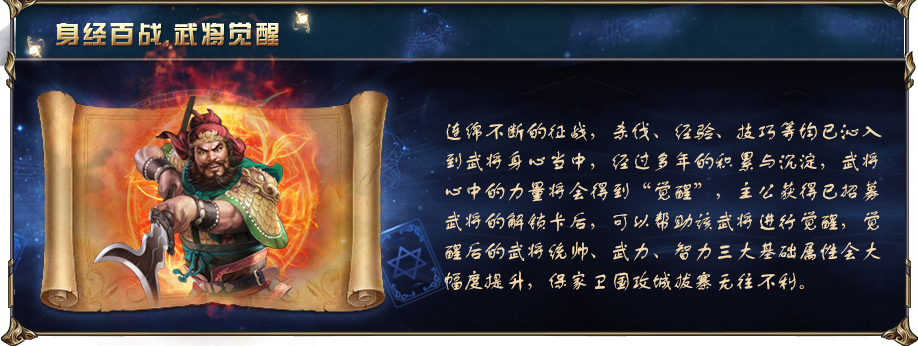 身经百战,武将觉醒
连绵不断的征战，杀伐、经验、技巧等均已沁入
到武将身心当中，经过多年的积累与沉淀，武将
心中的力量将会得到“觉醒”，主公获得已招募
武将的解锁卡后，可以帮助该武将进行觉醒，觉
醒后的武将统帅、武力、智力三大基础属性会大
幅度提升，保家卫国攻城拔寨无往不利。